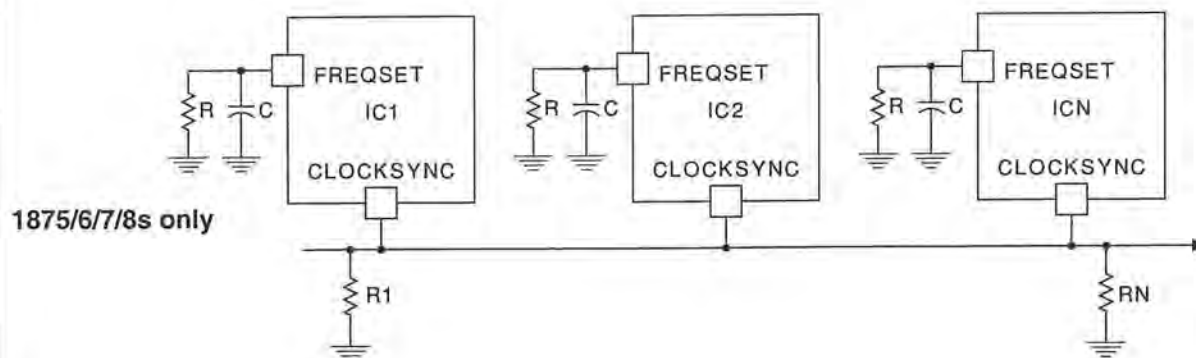 FREQSET
R
C
IC1
CLOCKSYNC
FREQSET
R
C
IC2
CLOCKSYNC
FREQSET
R
C
ICN
CLOCKSYNC
1875/6/7/8s only
R1
RN